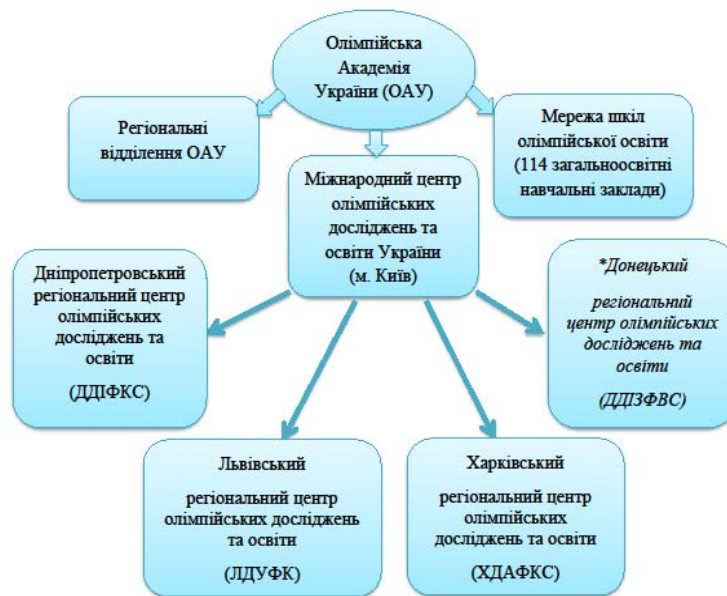 Олімпійська
Академія
України (ОАУ)
Регіональні
відділення ОАУ
Мережа шкіл
олімпійської освіти
(114 загальноосвітні
навчальні заклади)
Міжнародний центр
олімпійських
досліджень та
освіти України
(м. Київ)
Дніпропетровський
регіональний центр
олімпійських
досліджень та
освіти
(ДДІФКС)
*Донецький
регіональний
центр олімпійських
досліджень та
освіти
(ДДІЗФВС)
Львівський
регіональний центр
олімпійських досліджень
та освіти
(ЛДУФК)
Харківський
регіональний центр
олімпійських
досліджень та освіти
(ХДАФКС)